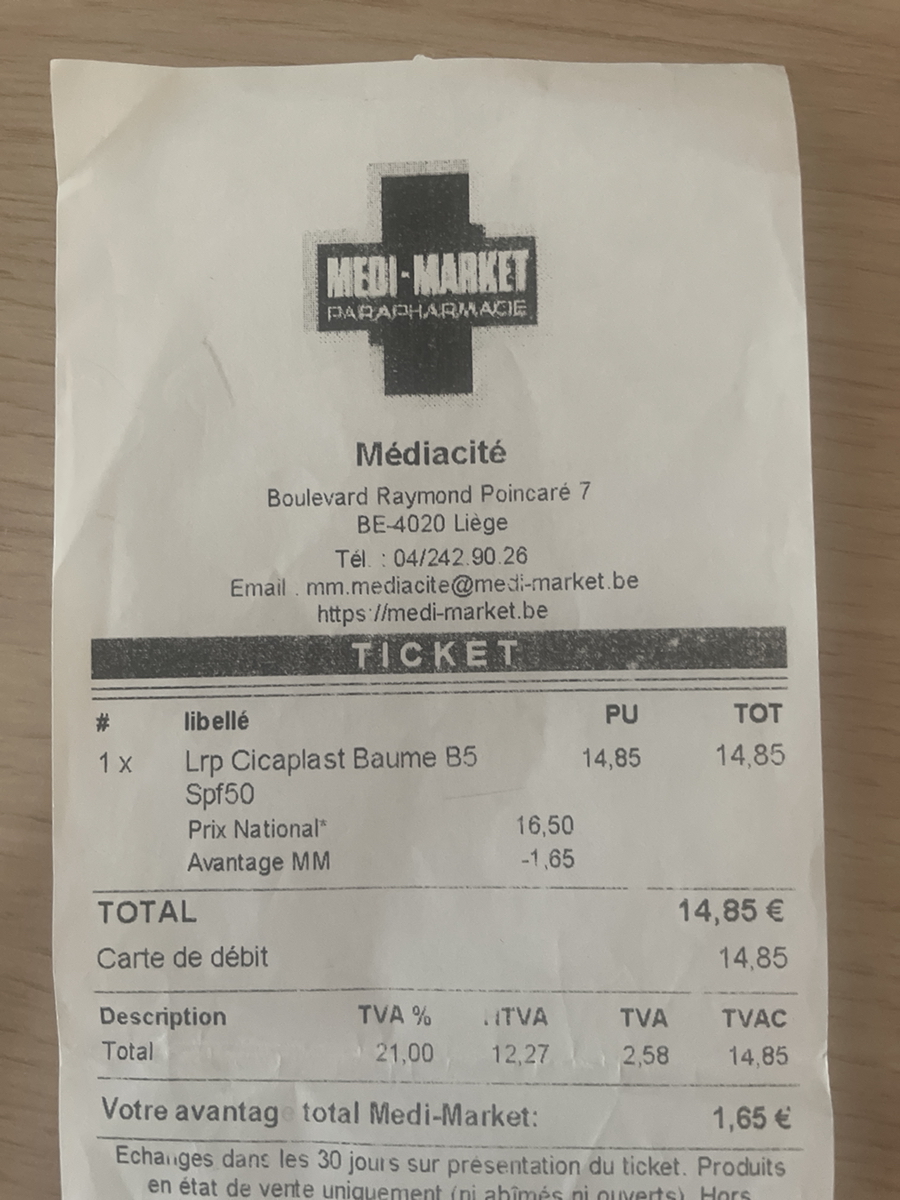 MEDI-MARKET
PARAPHARMACIE
Médiacité
Boulevard Raymond Poincaré 7
BE-4020 Liège
Tél. : 04/242.90.26
Email . mm.mediacite@medi-market.be
https://medi-market.be
TICKET
# libellé PU TOT
1 x Lrp Cicaplast Baume B5 14,85 14,85
Spf50
Prix National* 16,50
Avantage MM -1,65
TOTAL 14,85 €
Carte de débit 14,85
Description TVA % HTVA TVA TVAC
Total 21,00 12,27 2,58 14,85
Votre avantage total Medi-Market: 1,65 €
Echanges dans les 30 jours sur présentation du ticket. Produits
en état de vente uniquement (ni abîmés ni ouverts). Hors